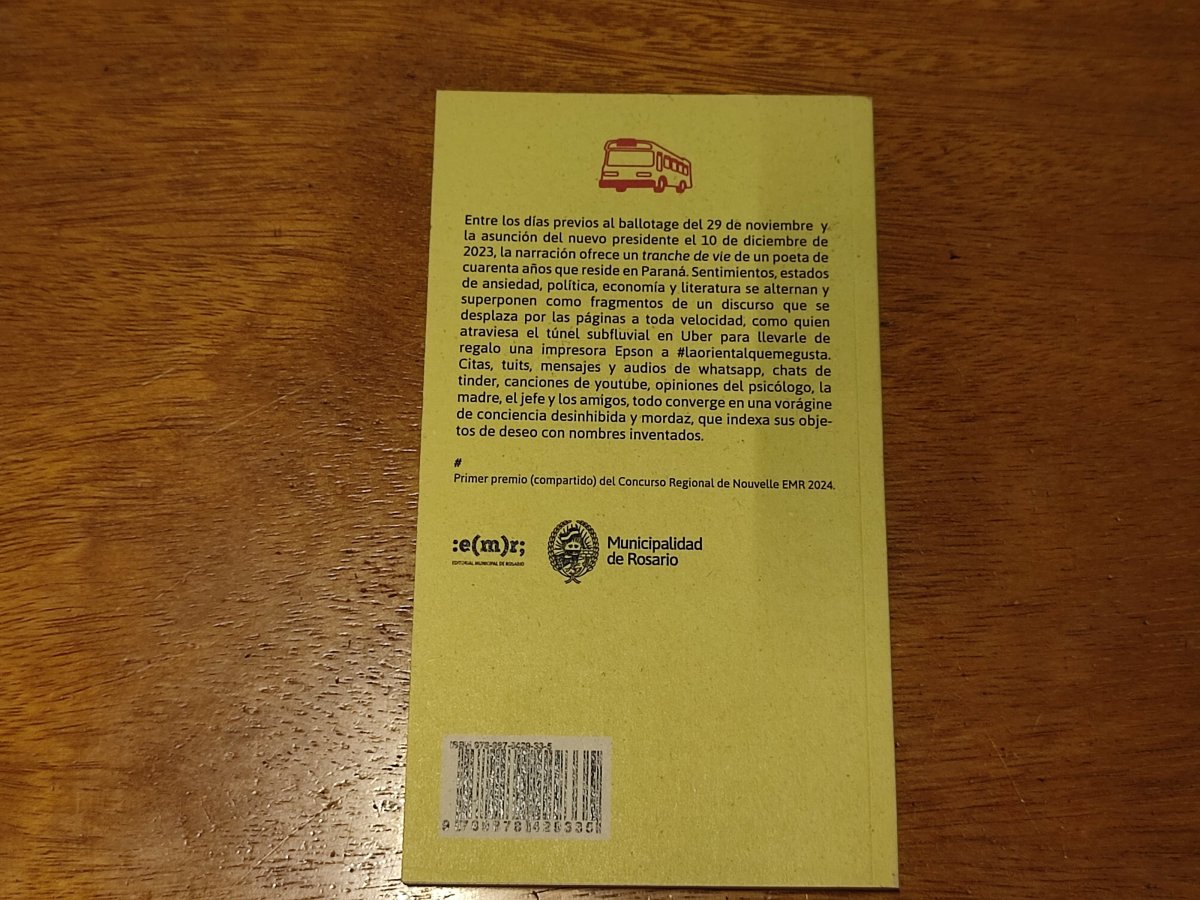 Entre los días previos al ballotage del 29 de noviembre y
la asunción del nuevo presidente el 10 de diciembre de
2023, la narración ofrece un tranche de vie de un poeta de
cuarenta años que reside en Paraná. Sentimientos, estados
de ansiedad, política, economía y literatura se alternan y
superponen como fragmentos de un discurso que se
desplaza por las páginas a toda velocidad, como quien
atraviesa el túnel subfluvial en Uber para llevarle de
regalo una impresora Epson a #laorientalquemegusta.
Citas, tuits, mensajes y audios de whatsapp, chats de
tinder, canciones de youtube, opiniones del psicólogo, la
madre, el jefe y los amigos, todo converge en una vorágine
de conciencia desinhibida y mordaz, que indexa sus obje-
tos de deseo con nombres inventados.
#
Primer premio (compartido) del Concurso Regional de Nouvelle EMR 2024.
:e(m)r;
EDITORIAL MUNICIPAL DE ROSARIO
Municipalidad
de Rosario
ISBN